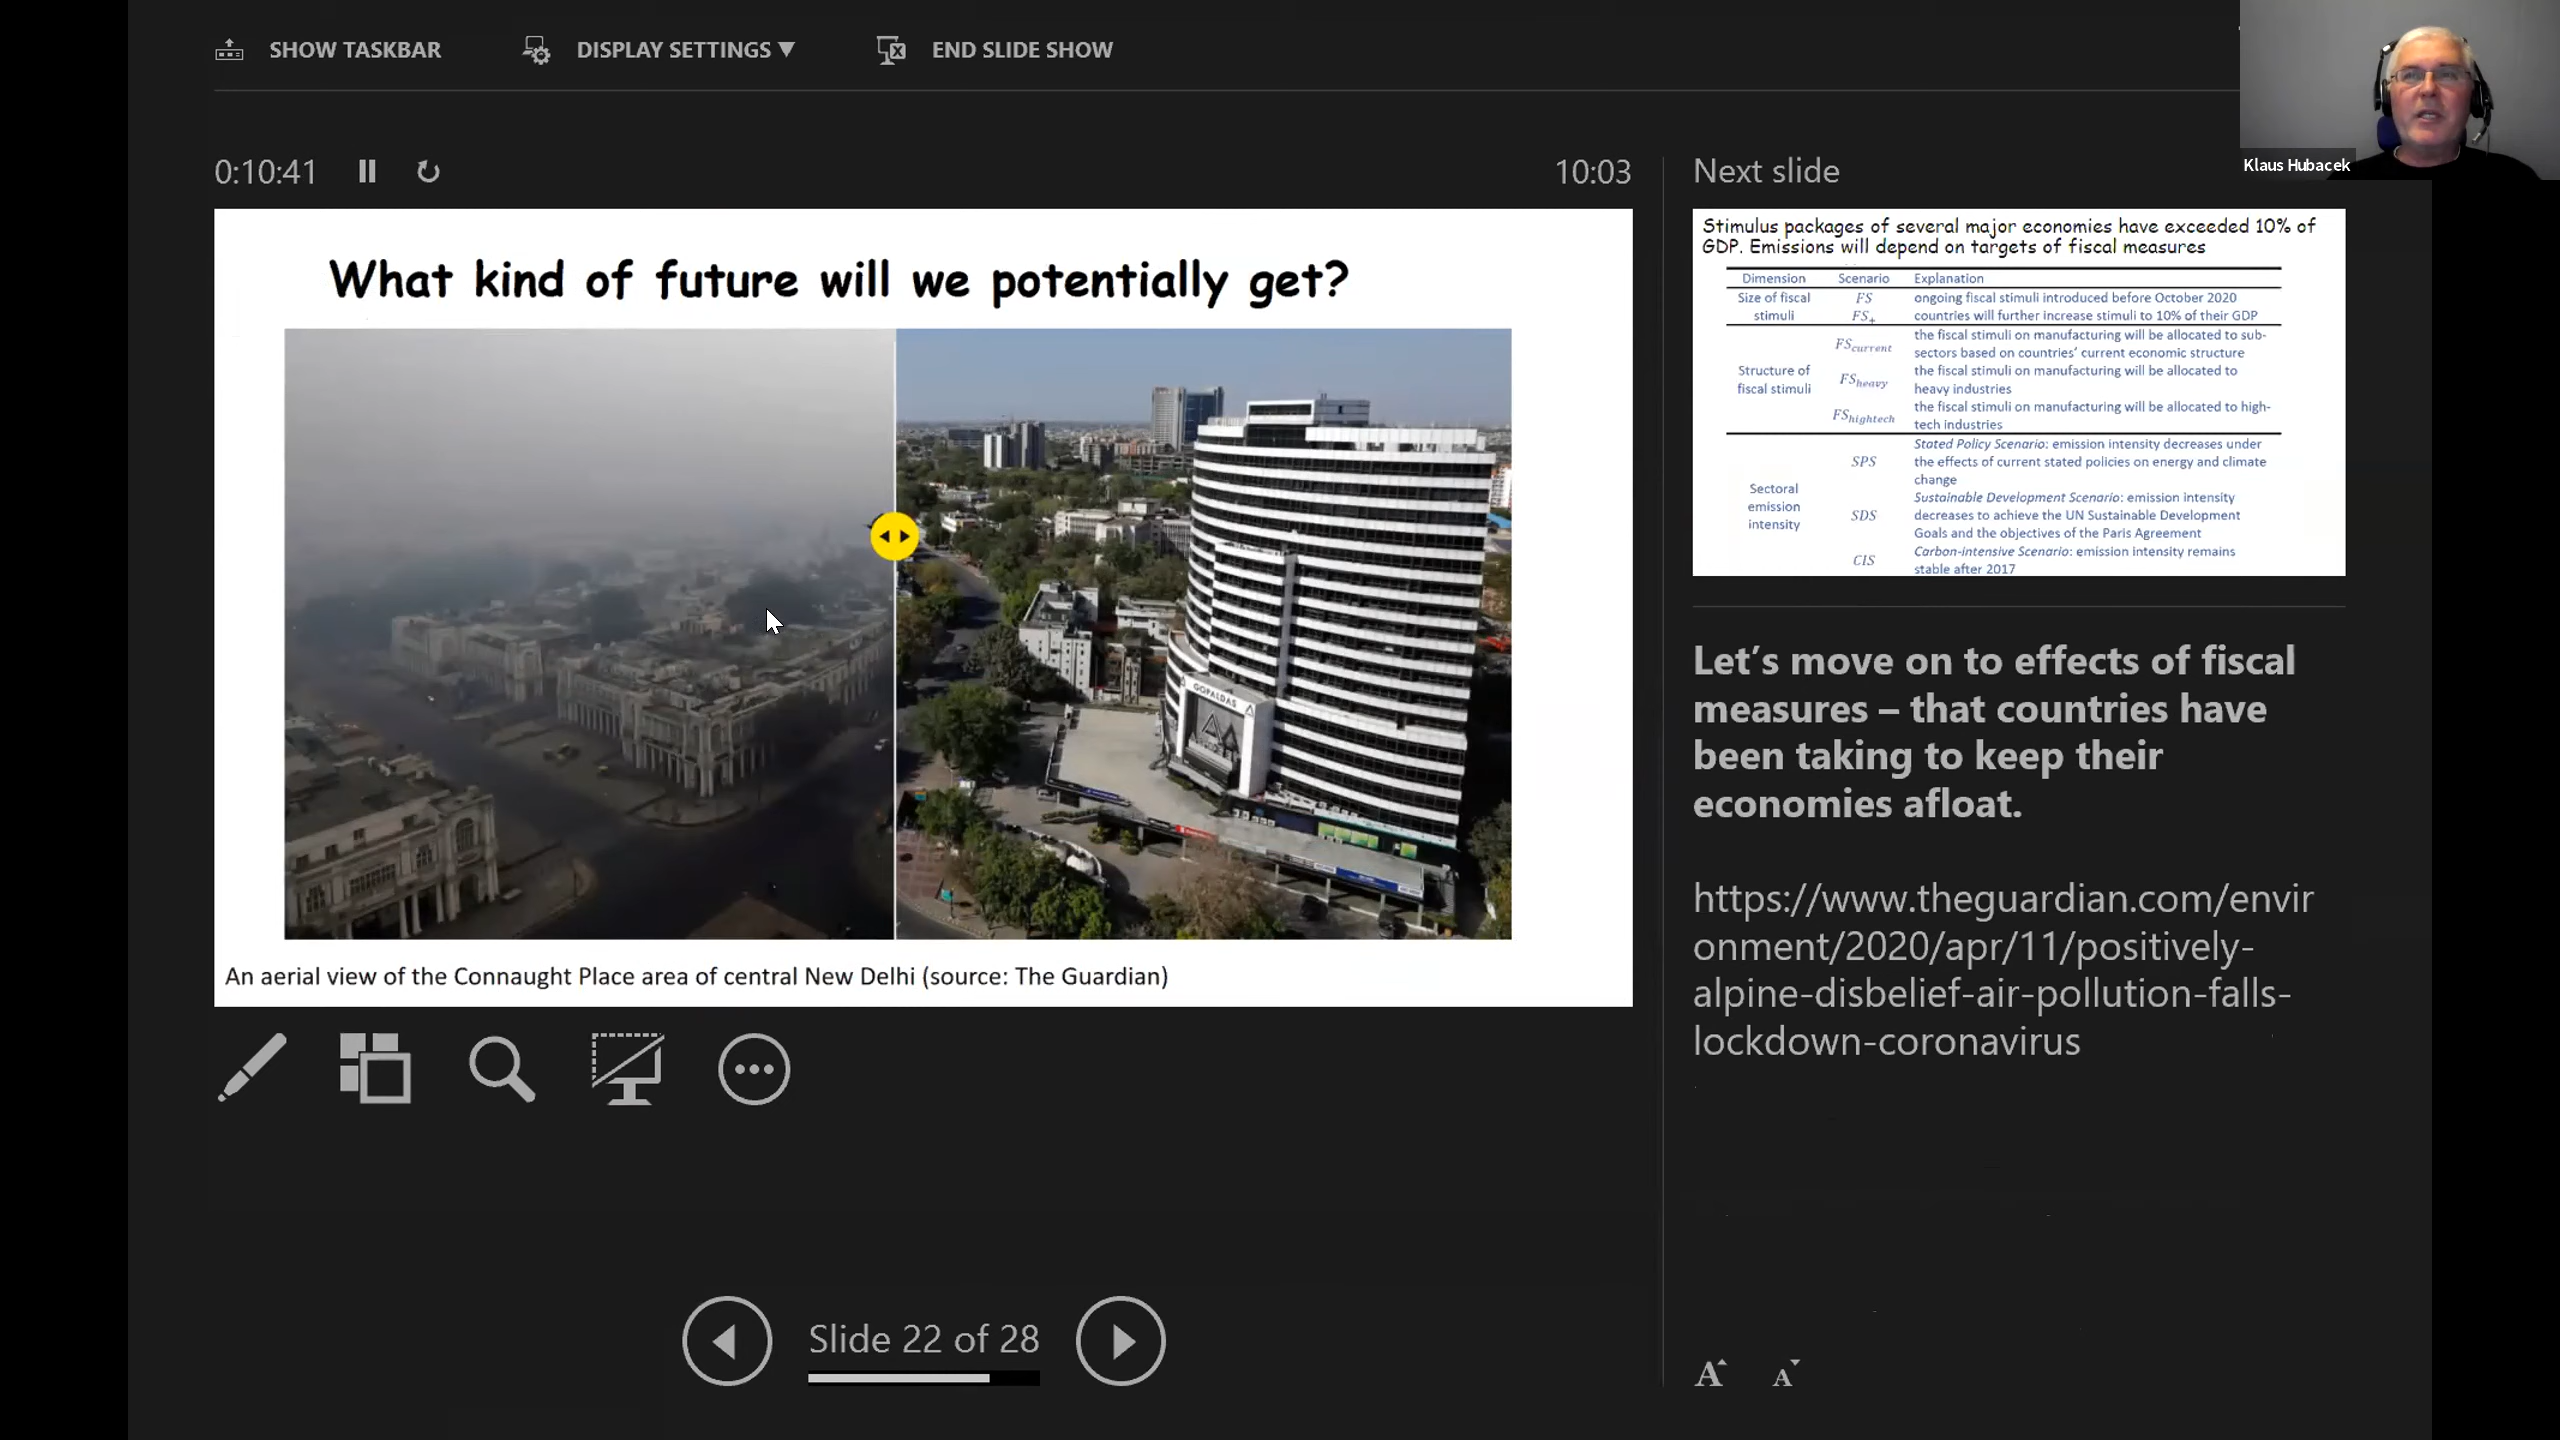 SHOW TASKBAR
DISPLAY SETTINGS ▼
END SLIDE SHOW
Klaus Hubacek
0:10:41
10:03
What kind of future will we potentially get?
GOPALDAS
An aerial view of the Connaught Place area of central New Delhi (source: The Guardian)
Slide 22 of 28
Next slide
Stimulus packages of several major economies have exceeded 10% of
GDP. Emissions will depend on targets of fiscal measures
Dimension Scenario Explanation
Size of fiscal stimuli
FS ongoing fiscal stimuli introduced before October 2020
FS+ countries will further increase stimuli to 10% of their GDP
Structure of fiscal stimuli
FScurrent the fiscal stimuli on manufacturing will be allocated to sub-
sectors based on countries' current economic structure
FSheavy the fiscal stimuli on manufacturing will be allocated to
heavy industries
FShightech the fiscal stimuli on manufacturing will be allocated to high-
tech industries
Sectoral emission intensity
SPS Stated Policy Scenario: emission intensity decreases under
the effects of current stated policies on energy and climate
change
SDS Sustainable Development Scenario: emission intensity
decreases to achieve the UN Sustainable Development
Goals and the objectives of the Paris Agreement
CIS Carbon-intensive Scenario: emission intensity remains
stable after 2017
Let's move on to effects of fiscal
measures – that countries have
been taking to keep their
economies afloat.
https://www.theguardian.com/envir
onment/2020/apr/11/positively-
alpine-disbelief-air-pollution-falls-
lockdown-coronavirus
A A